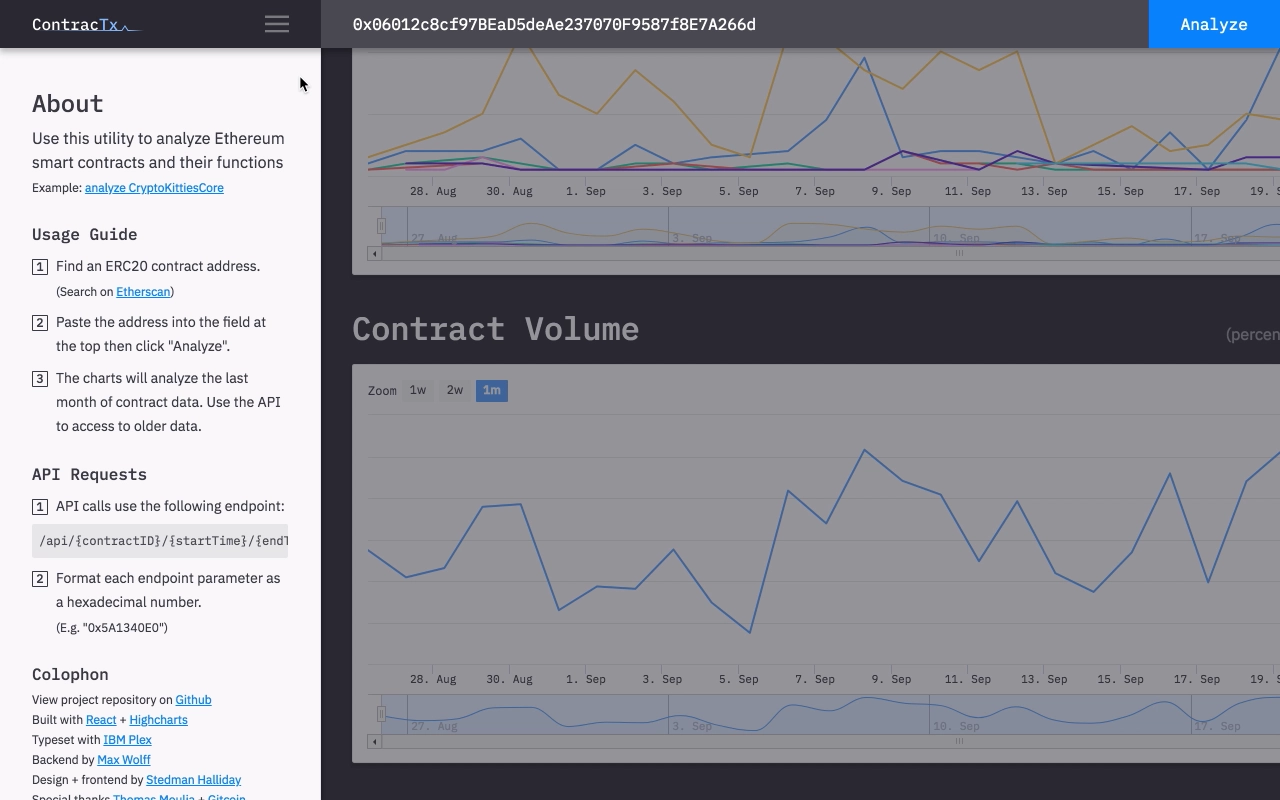 ContracTx
0x06012c8cf97BEaD5deAe237070F9587f8E7A266d
Analyze
About
Use this utility to analyze Ethereum
smart contracts and their functions
Example: analyze CryptoKittiesCore
Usage Guide
1 Find an ERC20 contract address.
(Search on Etherscan)
2 Paste the address into the field at
the top then click "Analyze".
3 The charts will analyze the last
month of contract data. Use the API
to access to older data.
API Requests
1 API calls use the following endpoint:
/api/{contractID}/{startTime}/{endT
2 Format each endpoint parameter as
a hexadecimal number.
(E.g. "0x5A1340E0")
Colophon
View project repository on Github
Built with React + Highcharts
Typeset with IBM Plex
Backend by Max Wolff
Design + frontend by Stedman Halliday
Special thanks Thomas Moulia + Gitcoin
28. Aug 30. Aug 1. Sep 3. Sep 5. Sep 7. Sep 9. Sep 11. Sep 13. Sep 15. Sep 17. Sep 19. S
27. Aug 3. Sep 10. Sep 17. Sep
Contract Volume
(percen
Zoom 1w 2w 1m
28. Aug 30. Aug 1. Sep 3. Sep 5. Sep 7. Sep 9. Sep 11. Sep 13. Sep 15. Sep 17. Sep 19. S
27. Aug 3. Sep 10. Sep 17. Sep